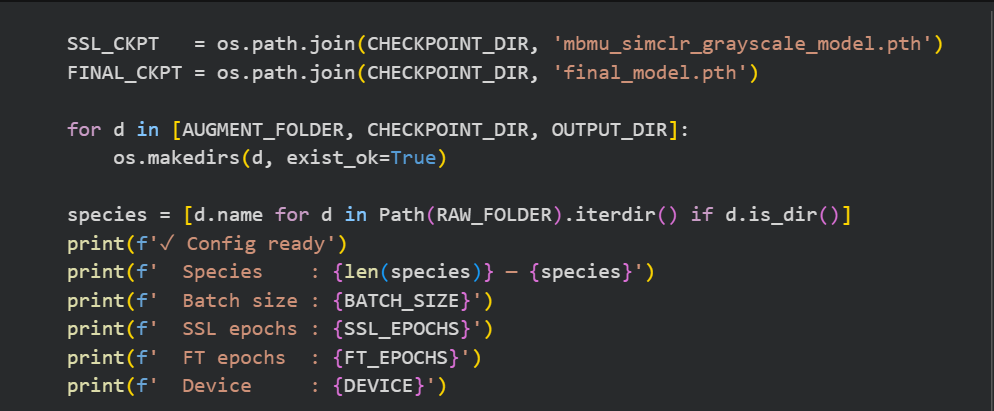 SSL_CKPT   = os.path.join(CHECKPOINT_DIR, 'mbmu_simclr_grayscale_model.pth')
FINAL_CKPT = os.path.join(CHECKPOINT_DIR, 'final_model.pth')
for d in [AUGMENT_FOLDER, CHECKPOINT_DIR, OUTPUT_DIR]:
    os.makedirs(d, exist_ok=True)
species = [d.name for d in Path(RAW_FOLDER).iterdir() if d.is_dir()]
print(f'✓ Config ready')
print(f'  Species    : {len(species)} — {species}')
print(f'  Batch size : {BATCH_SIZE}')
print(f'  SSL epochs : {SSL_EPOCHS}')
print(f'  FT epochs  : {FT_EPOCHS}')
print(f'  Device     : {DEVICE}')